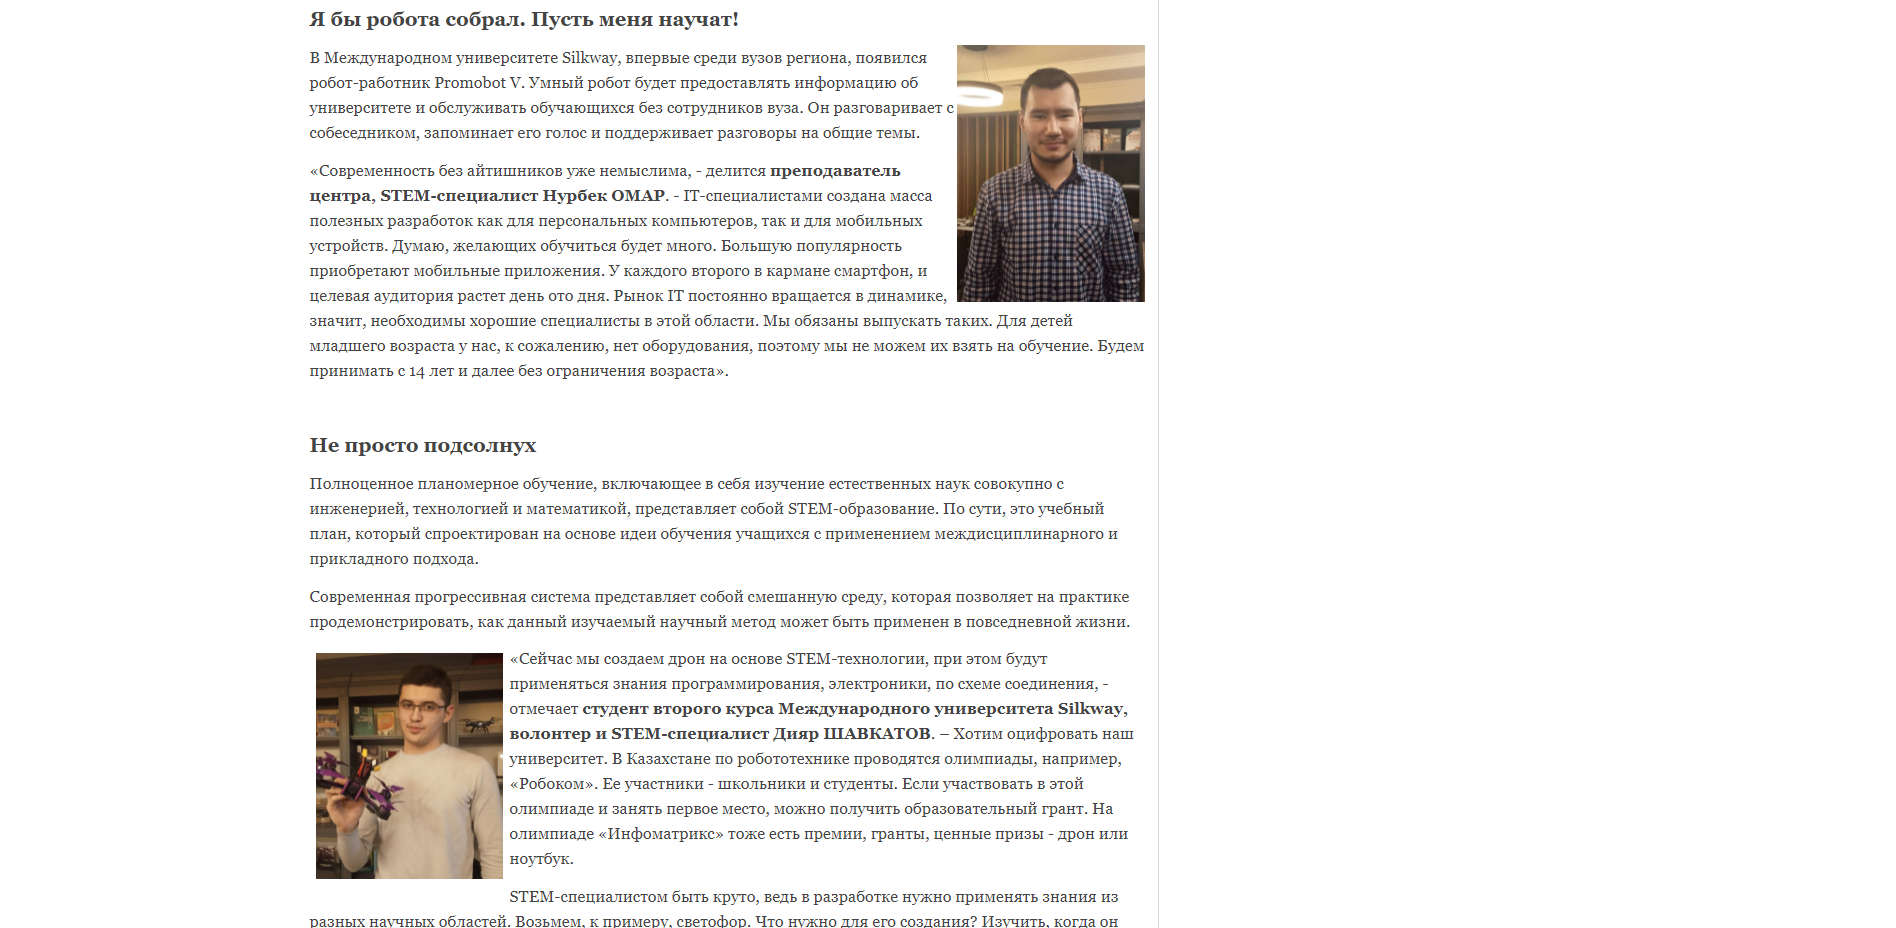 Я бы робота собрал. Пусть меня научат!
В Международном университете Silkway, впервые среди вузов региона, появился
робот-работник Promobot V. Умный робот будет предоставлять информацию об
университете и обслуживать обучающихся без сотрудников вуза. Он разговаривает с
собеседником, запоминает его голос и поддерживает разговоры на общие темы.
«Современность без айтишников уже немыслима, - делится преподаватель
центра, STEM-специалист Нурбек ОМАР. - IT-специалистами создана масса
полезных разработок как для персональных компьютеров, так и для мобильных
устройств. Думаю, желающих обучиться будет много. Большую популярность
приобретают мобильные приложения. У каждого второго в кармане смартфон, и
целевая аудитория растет день ото дня. Рынок IT постоянно вращается в динамике,
значит, необходимы хорошие специалисты в этой области. Мы обязаны выпускать таких. Для детей
младшего возраста у нас, к сожалению, нет оборудования, поэтому мы не можем их взять на обучение. Будем
принимать с 14 лет и далее без ограничения возраста».
Не просто подсолнух
Полноценное планомерное обучение, включающее в себя изучение естественных наук совокупно с
инженерией, технологией и математикой, представляет собой STEM-образование. По сути, это учебный
план, который спроектирован на основе идеи обучения учащихся с применением междисциплинарного и
прикладного подхода.
Современная прогрессивная система представляет собой смешанную среду, которая позволяет на практике
продемонстрировать, как данный изучаемый научный метод может быть применен в повседневной жизни.
«Сейчас мы создаем дрон на основе STEM-технологии, при этом будут
применяться знания программирования, электроники, по схеме соединения, -
отмечает студент второго курса Международного университета Silkway,
волонтер и STEM-специалист Дияр ШАВКАТОВ. – Хотим оцифровать наш
университет. В Казахстане по робототехнике проводятся олимпиады, например,
«Робоком». Ее участники - школьники и студенты. Если участвовать в этой
олимпиаде и занять первое место, можно получить образовательный грант. На
олимпиаде «Инфоматрикс» тоже есть премии, гранты, ценные призы - дрон или
ноутбук.
STEM-специалистом быть круто, ведь в разработке нужно применять знания из
разных научных областей. Возьмем, к примеру, светофор. Что нужно для его создания? Изучить, когда он